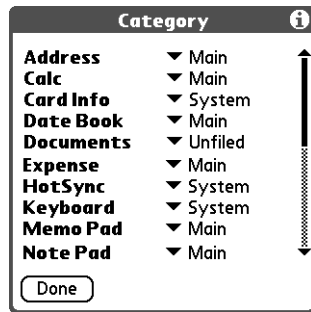 Category
Address Main
Calc Main
Card Info System
Date Book Main
Documents Unfiled
Expense Main
HotSync System
Keyboard System
Memo Pad Main
Note Pad Main
Done